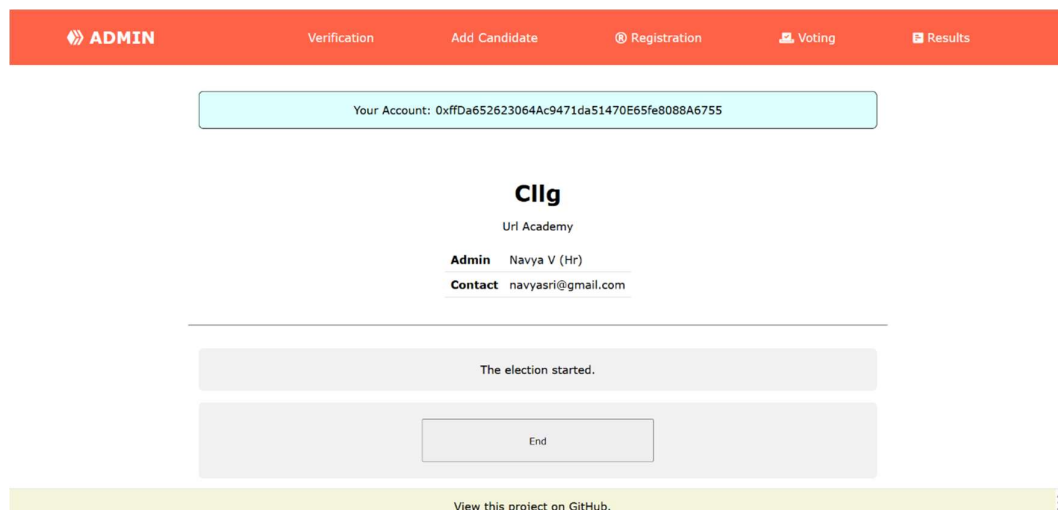 ADMIN Verification Add Candidate ® Registration Voting Results
Your Account: 0xffDa652623064Ac9471da51470E65fe8088A6755
Cllg
Url Academy
Admin Navya V (Hr)
Contact navyasri@gmail.com
The election started.
End
View this project on GitHub.